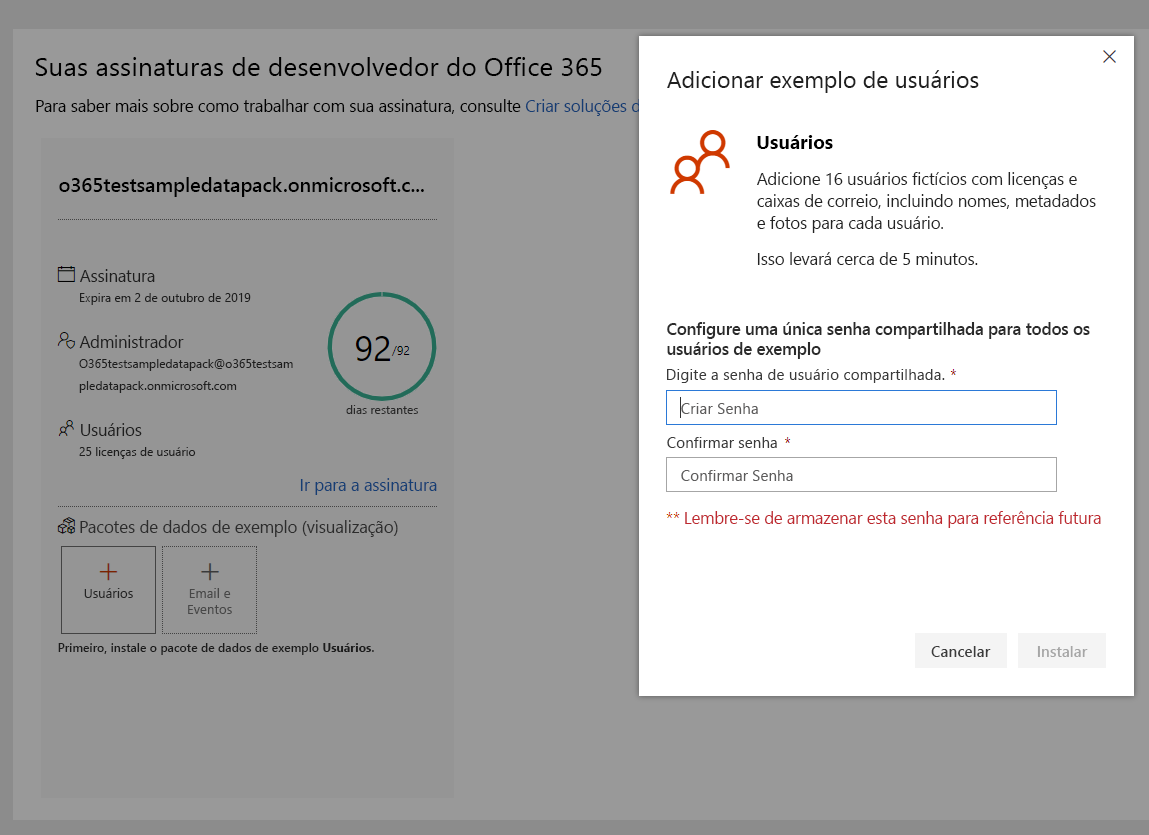 Suas assinaturas de desenvolvedor do Office 365
Para saber mais sobre como trabalhar com sua assinatura, consulte Criar soluções d
o365testsampledatapack.onmicrosoft.c...
Assinatura
Expira em 2 de outubro de 2019
Administrador
O365testsampledatapack@o365testsam
pledatapack.onmicrosoft.com
92/92
dias restantes
Usuários
25 licenças de usuário
Ir para a assinatura
Pacotes de dados de exemplo (visualização)
Usuários
Email e
Eventos
Primeiro, instale o pacote de dados de exemplo Usuários.
Adicionar exemplo de usuários
Usuários
Adicione 16 usuários fictícios com licenças e
caixas de correio, incluindo nomes, metadados
e fotos para cada usuário.
Isso levará cerca de 5 minutos.
Configure uma única senha compartilhada para todos os
usuários de exemplo
Digite a senha de usuário compartilhada. *
Criar Senha
Confirmar senha *
Confirmar Senha
** Lembre-se de armazenar esta senha para referência futura
Cancelar
Instalar